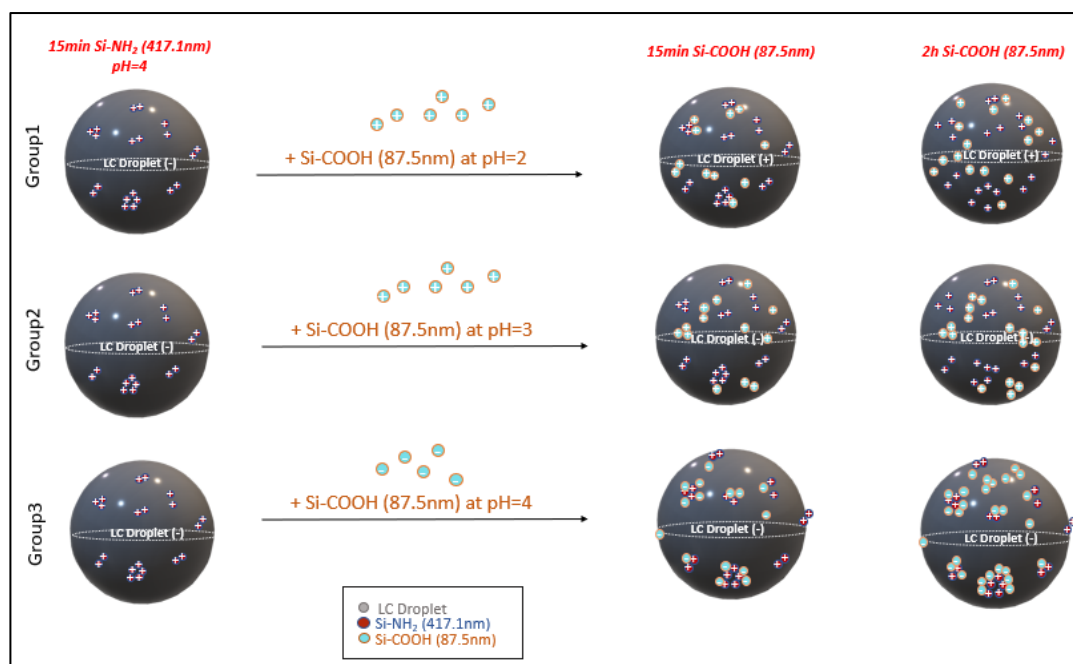 15min Si-NH₂ (417.1nm)
pH=4
15min Si-COOH (87.5nm)
2h Si-COOH (87.5nm)
Group1
LC Droplet (-)
+ Si-COOH (87.5nm) at pH=2
LC Droplet (+)
LC Droplet (+)
Group2
LC Droplet (-)
+ Si-COOH (87.5nm) at pH=3
LC Droplet (-)
LC Droplet (-)
Group3
LC Droplet (-)
+ Si-COOH (87.5nm) at pH=4
LC Droplet (-)
LC Droplet (-)
LC Droplet
Si-NH₂ (417.1nm)
Si-COOH (87.5nm)